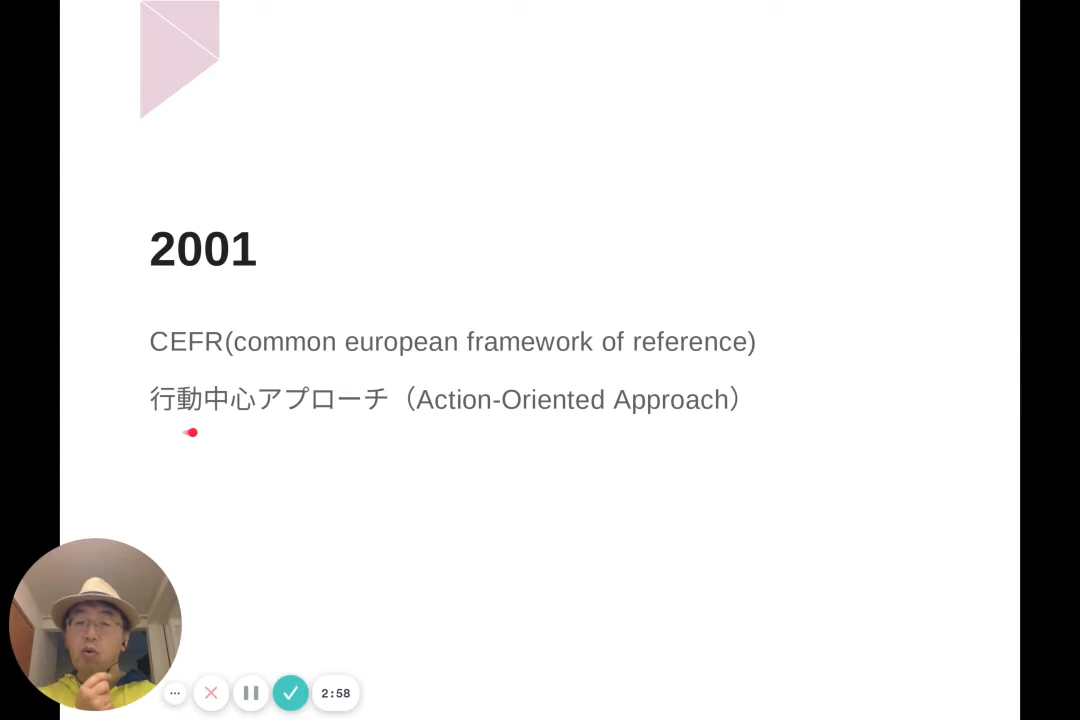 2001
CEFR(common european framework of reference)
行動中心アプローチ（Action-Oriented Approach）
2:58